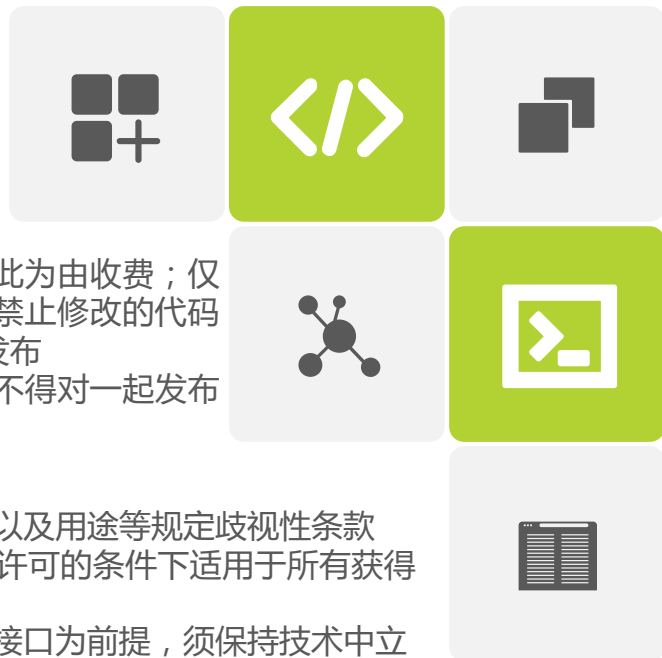 此为由收费；仅
禁止修改的代码
发布
不得对一起发布
以及用途等规定歧视性条款
许可的条件下适用于所有获得
接口为前提，须保持技术中立